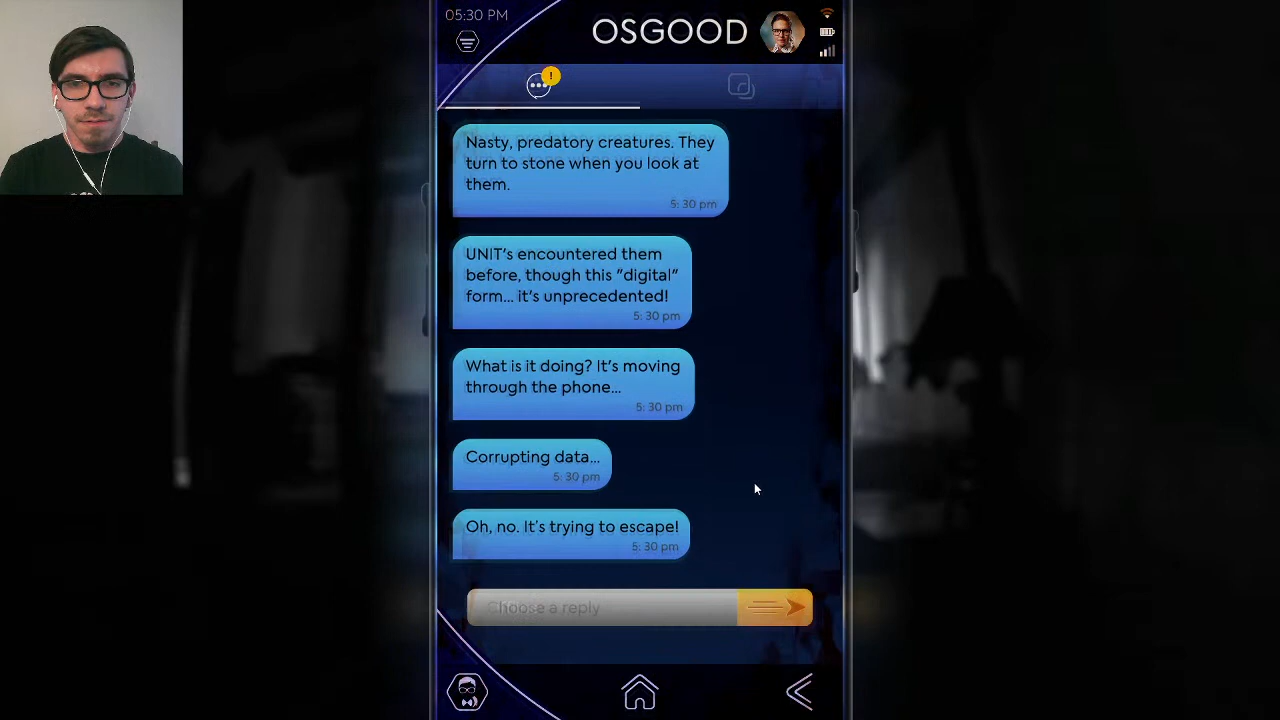 05:30 PM
OSGOOD
!
Nasty, predatory creatures. They
turn to stone when you look at
them.
5:30 pm
UNIT's encountered them
before, though this "digital"
form... it's unprecedented!
5:30 pm
What is it doing? It's moving
through the phone...
5:30 pm
Corrupting data...
5:30 pm
Oh, no. It's trying to escape!
5:30 pm
Choose a reply